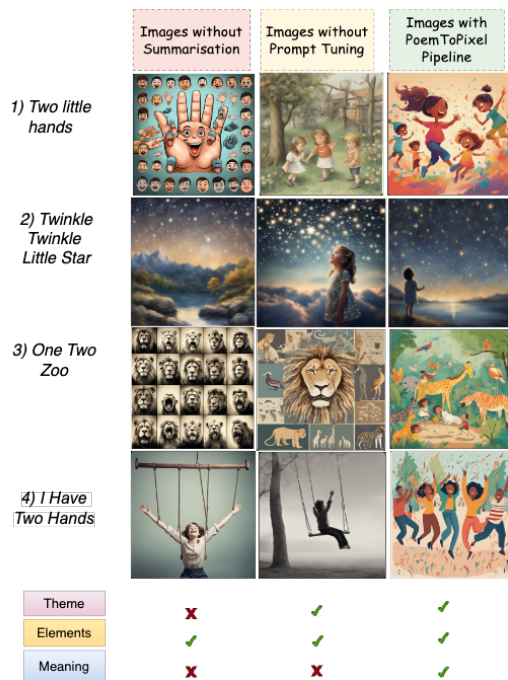 Images without
Summarisation
Images without
Prompt Tuning
Images with
PoemToPixel
Pipeline
1) Two little
hands
2) Twinkle
Twinkle
Little Star
3) One Two
Zoo
4) I Have
Two Hands
Theme
Elements
Meaning